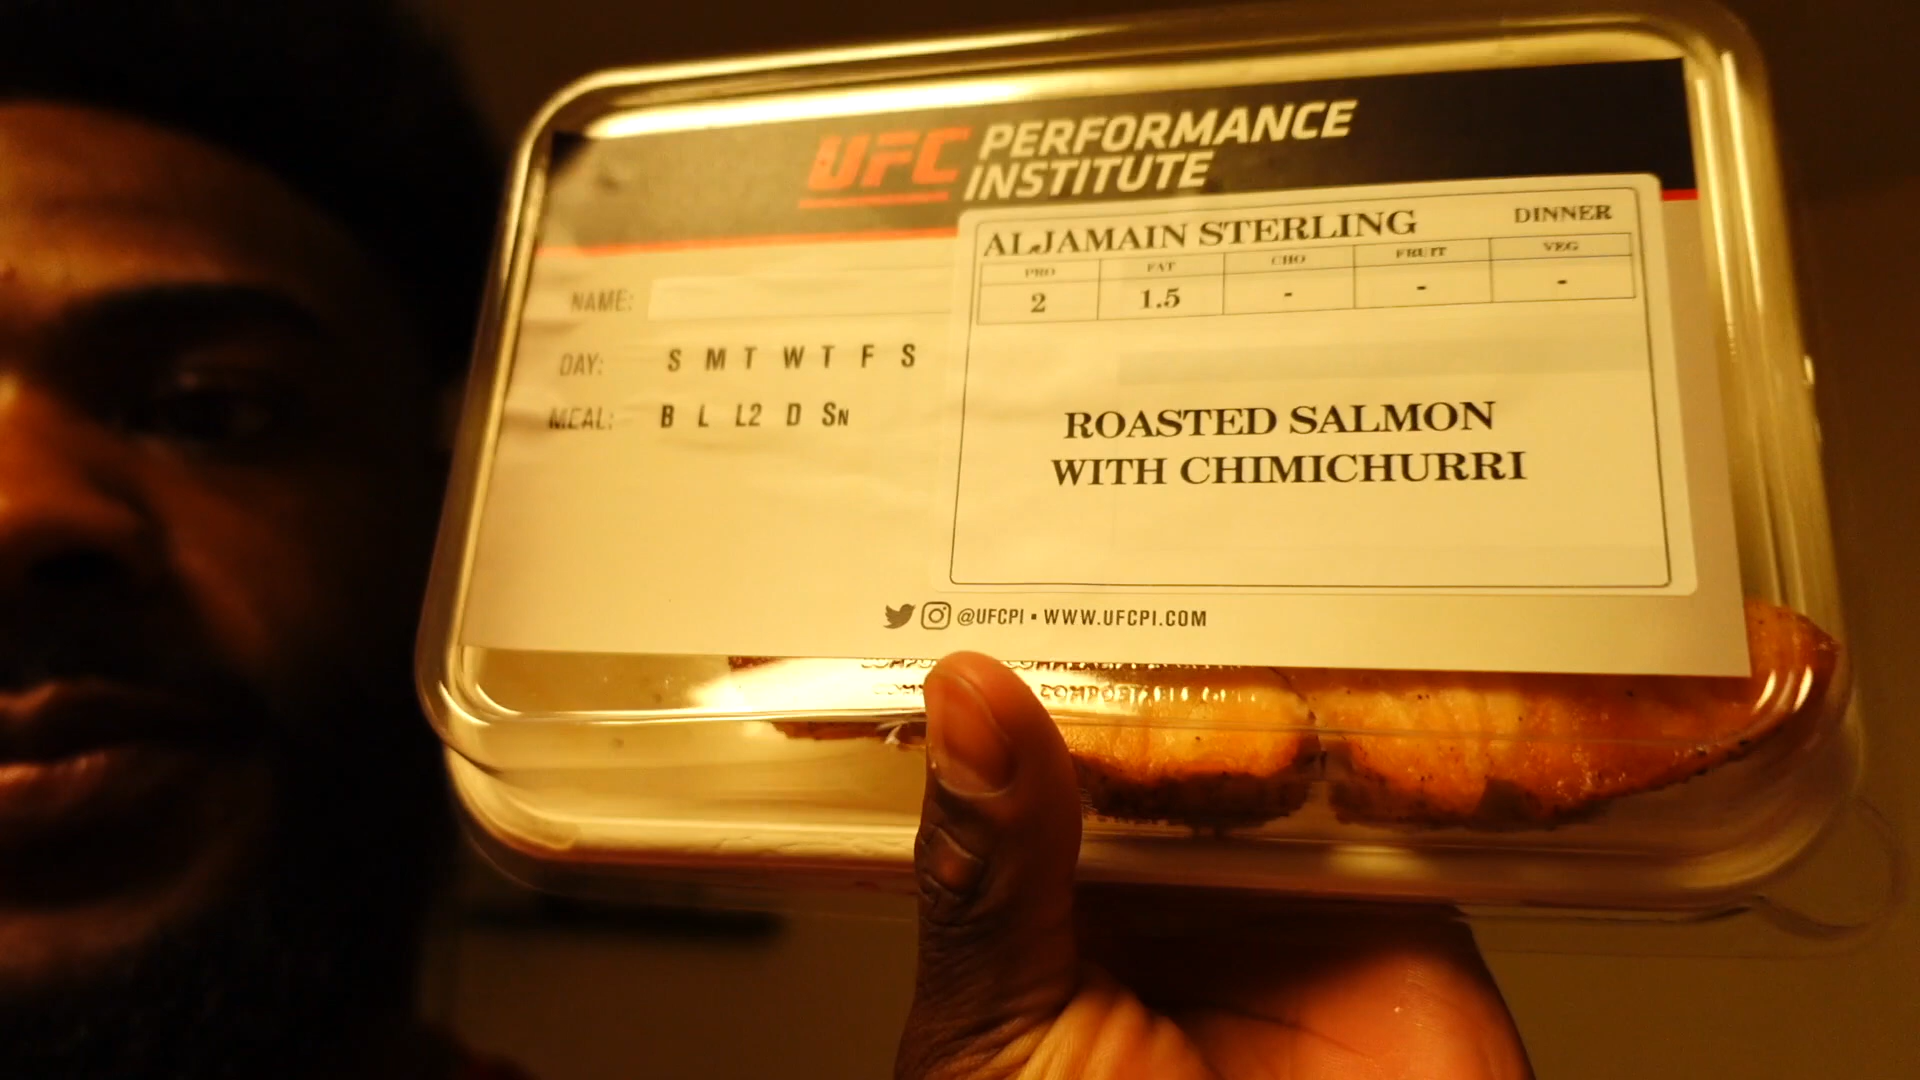 UFC PERFORMANCE
INSTITUTE
ALJAMAIN STERLING DINNER
PRO FAT CHO FRUIT VEG
2 1.5 - - -
NAME:
DAY: S M T W T F S
MEAL: B L L2 D SN
ROASTED SALMON
WITH CHIMICHURRI
@UFCPI ▪ WWW.UFCPI.COM